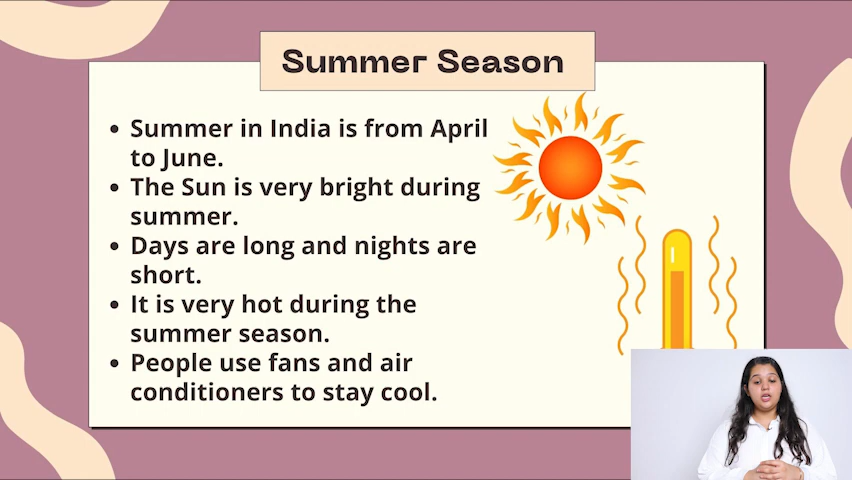 Summer Season
• Summer in India is from April
to June.
• The Sun is very bright during
summer.
• Days are long and nights are
short.
• It is very hot during the
summer season.
• People use fans and air
conditioners to stay cool.